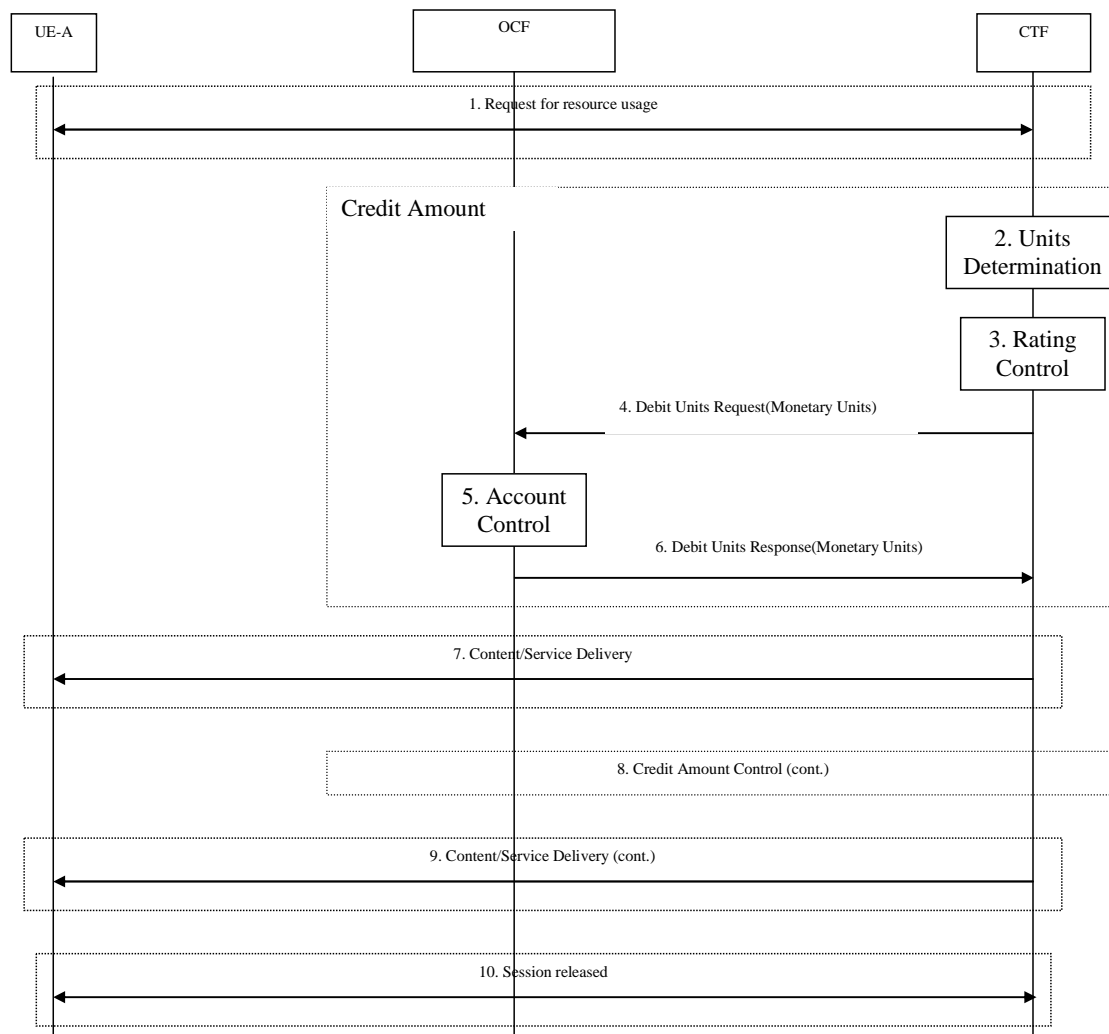 UE-A
OCF
CTF
1. Request for resource usage
Credit Amount
2. Units
Determination
3. Rating
Control
4. Debit Units Request(Monetary Units)
5. Account
Control
6. Debit Units Response(Monetary Units)
7. Content/Service Delivery
8. Credit Amount Control (cont.)
9. Content/Service Delivery (cont.)
10. Session released